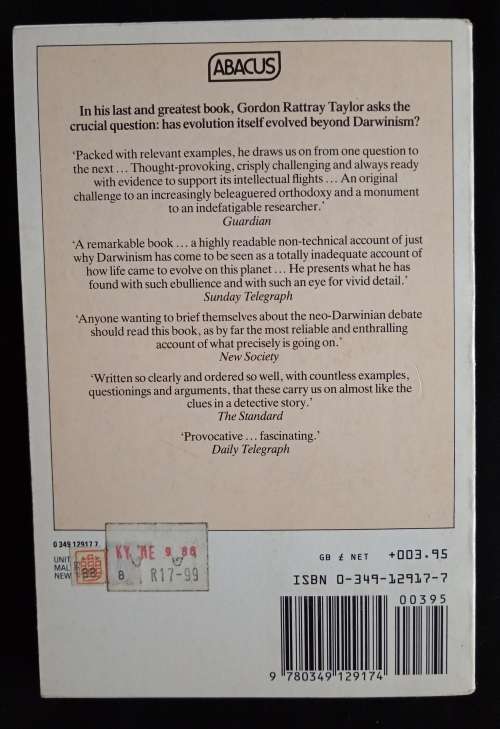 ABACUS
In his last and greatest book, Gordon Rattray Taylor asks the
crucial question: has evolution itself evolved beyond Darwinism?
‘Packed with relevant examples, he draws us on from one question to
the next … Thought-provoking, crisply challenging and always ready
with evidence to support its intellectual flights … An original
challenge to an increasingly beleaguered orthodoxy and a monument
to an indefatigable researcher.’
Guardian
‘A remarkable book … a highly readable non-technical account of just
why Darwinism has come to be seen as a totally inadequate account of
how life came to evolve on this planet … He presents what he has
found with such ebullience and with such an eye for vivid detail.’
Sunday Telegraph
‘Anyone wanting to brief themselves about the neo-Darwinian debate
should read this book, as by far the most reliable and enthralling
account of what precisely is going on.’
New Society
‘Written so clearly and ordered so well, with countless examples,
questionings and arguments, that these carry us on almost like the
clues in a detective story.’
The Standard
‘Provocative … fascinating.’
Daily Telegraph
0 349 12917 7
UNIT
MAL
NEW
KY ME 9 86
8 R17-99
GB £ NET +003.95
ISBN 0-349-12917-7
00395
9 780349 129174